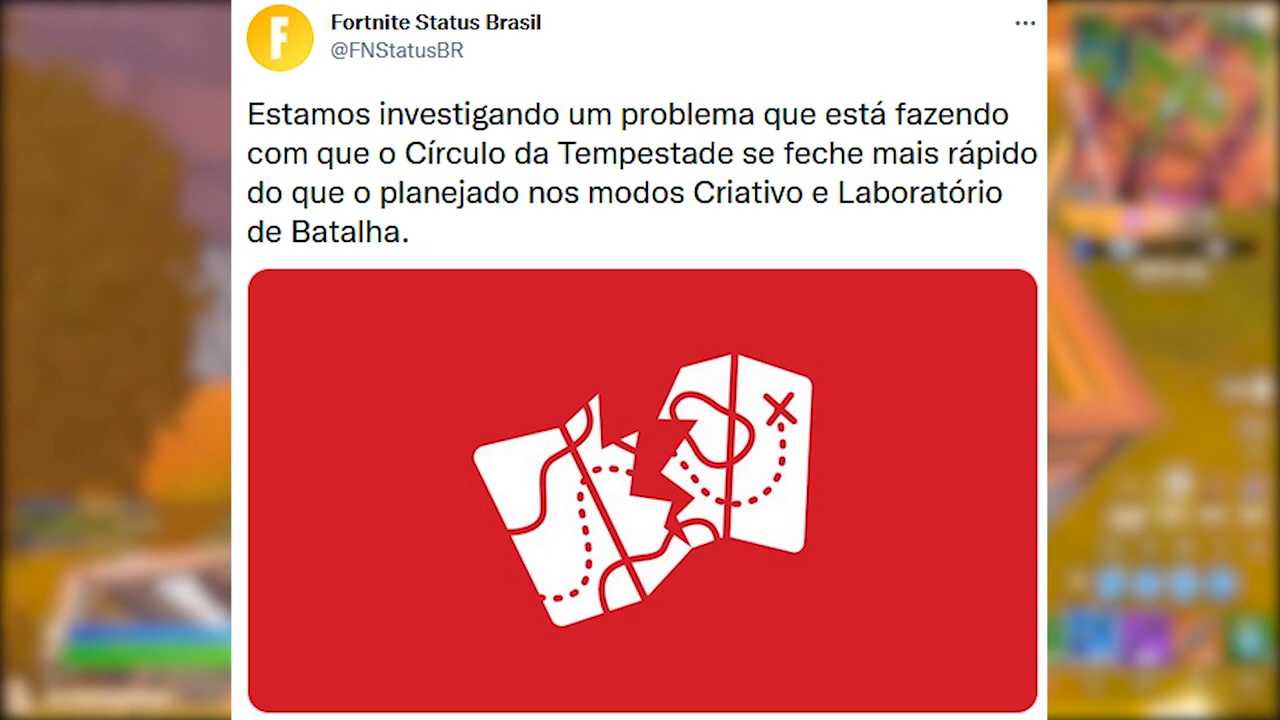 Fortnite Status Brasil
@FNStatusBR
Estamos investigando um problema que está fazendo
com que o Círculo da Tempestade se feche mais rápido
do que o planejado nos modos Criativo e Laboratório
de Batalha.